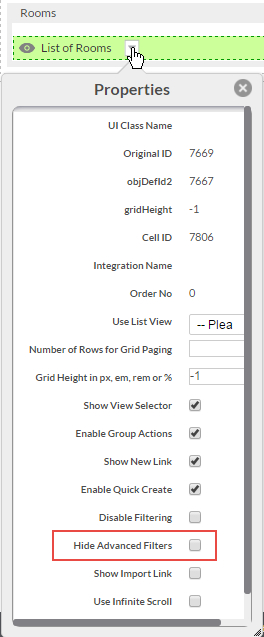 Rooms
List of Rooms
Properties
UI Class Name
Original ID 7669
objDefId2 7667
gridHeight -1
Cell ID 7806
Integration Name
Order No 0
Use List View -- Plea
Number of Rows for Grid Paging
Grid Height in px, em, rem or % -1
Show View Selector
Enable Group Actions
Show New Link
Enable Quick Create
Disable Filtering
Hide Advanced Filters
Show Import Link
Use Infinite Scroll